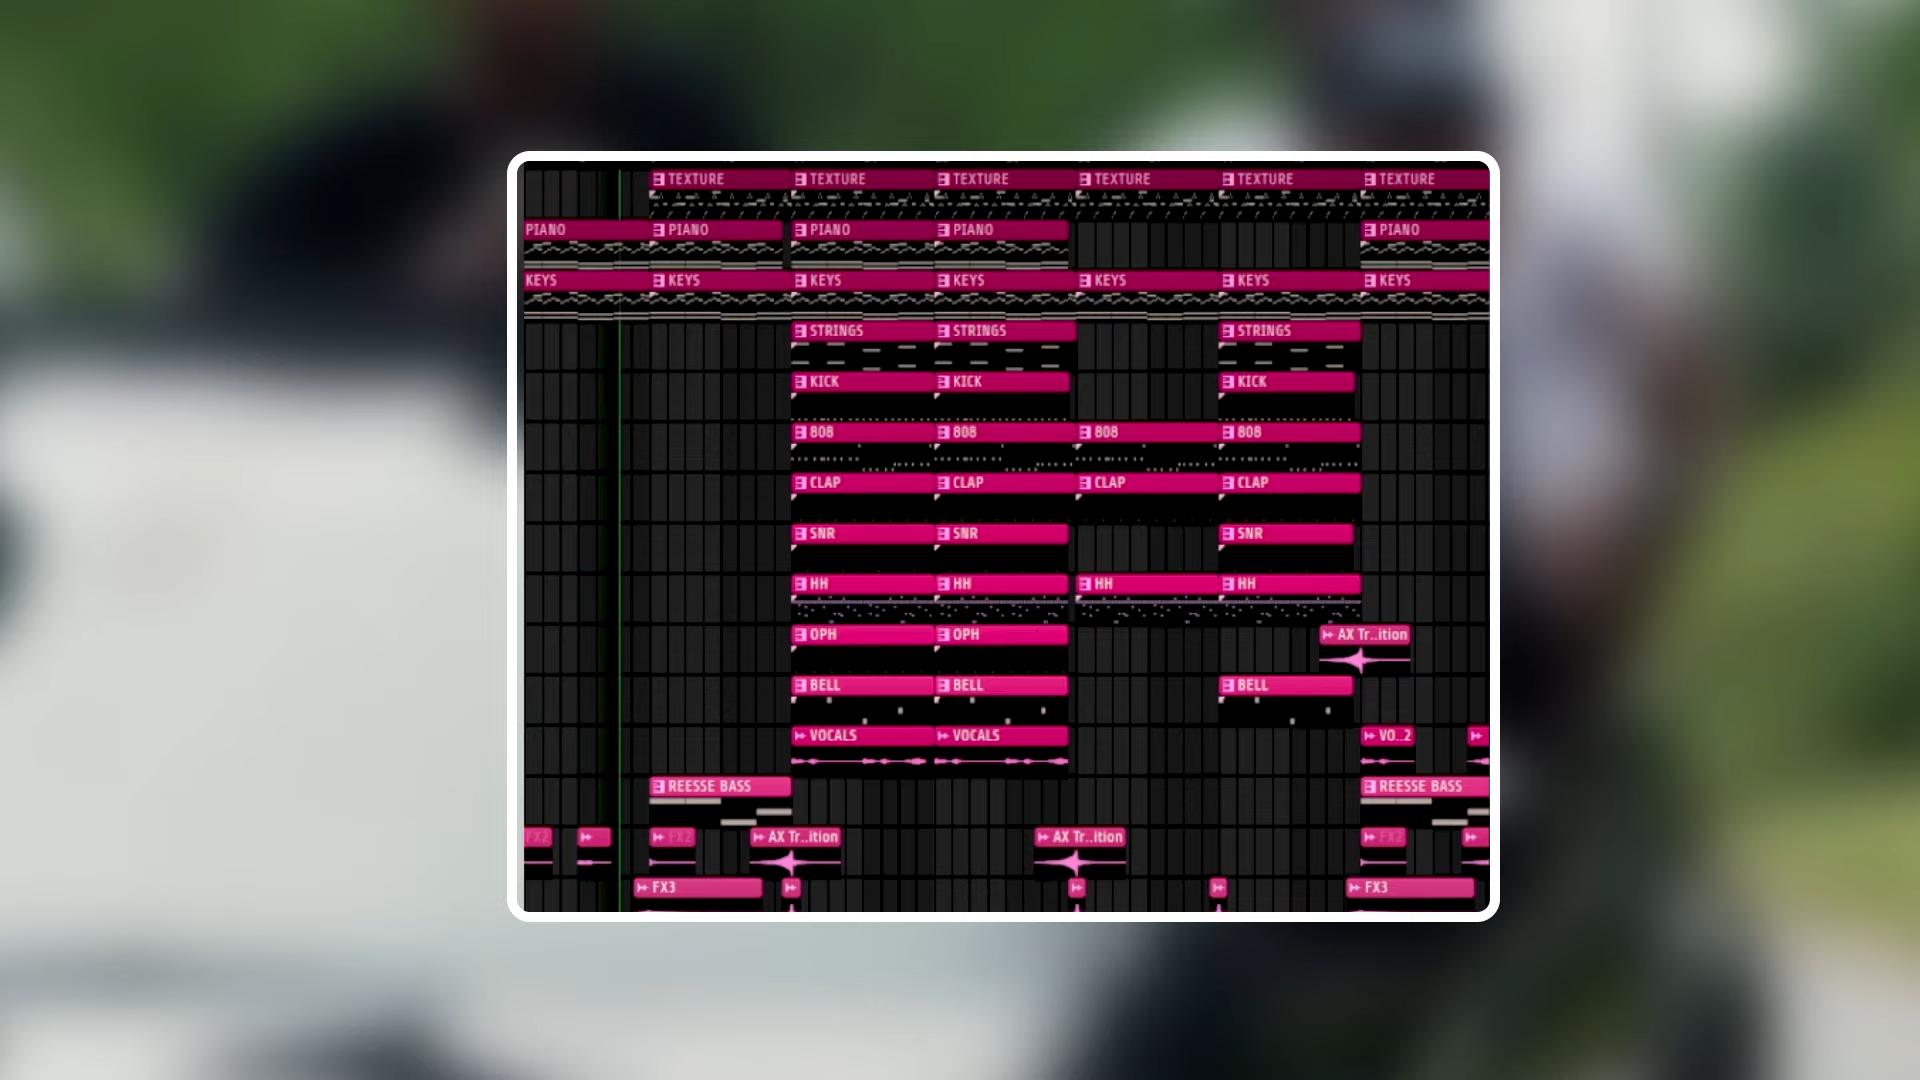 TEXTURE TEXTURE TEXTURE TEXTURE TEXTURE TEXTURE
PIANO PIANO PIANO PIANO PIANO
KEYS KEYS KEYS KEYS KEYS KEYS KEYS
STRINGS STRINGS STRINGS
KICK KICK KICK
808 808 808 808
CLAP CLAP CLAP CLAP
SNR SNR SNR
HH HH HH HH
OPH OPH AX Tr..ition
BELL BELL BELL
VOCALS VOCALS VO..2
REESSE BASS REESSE BASS
FX2 FX2 AX Tr..ition AX Tr..ition FX2
FX3 FX3